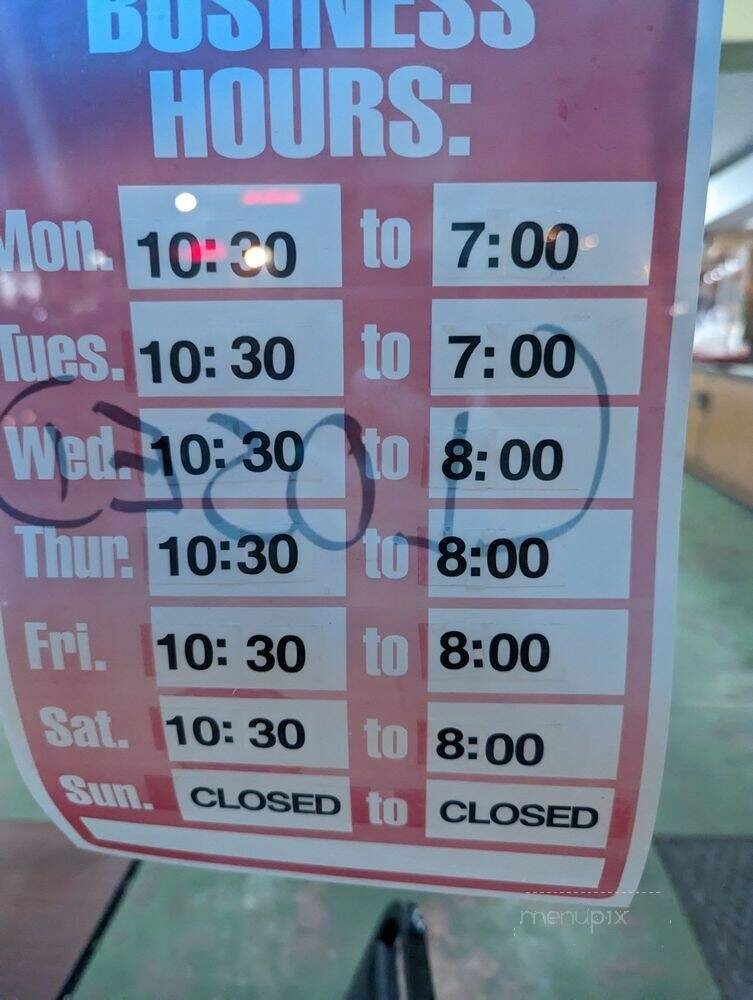 BUSINESS
HOURS:
Mon. 10:30 to 7:00
Tues. 10:30 to 7:00
Wed. 10:30 to 8:00
CLOSED
Thur. 10:30 to 8:00
Fri. 10:30 to 8:00
Sat. 10:30 to 8:00
Sun. CLOSED to CLOSED
menupix